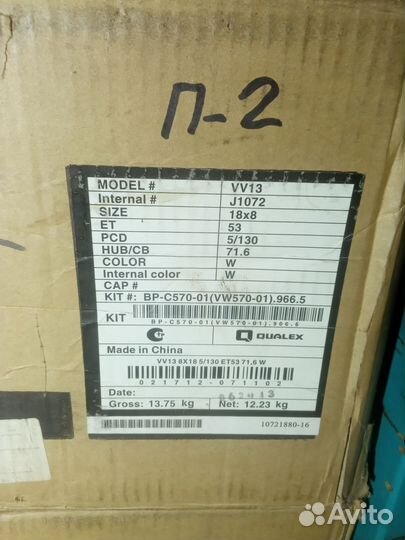 П-2
MODEL # VV13
Internal # J1072
SIZE 18x8
ET 53
PCD 5/130
HUB/CB 71.6
COLOR W
Internal color W
CAP #
KIT #: BP-C570-01(VW570-01).966.5
KIT
BP-C570-01(VW570-01).966.5
QUALEX
Made in China
VV13 8X18 5/130 ET53 71,6 W
021712-071102
Date:
Gross: 13.75 kg Net: 12.23 kg
10721880-16
Avito